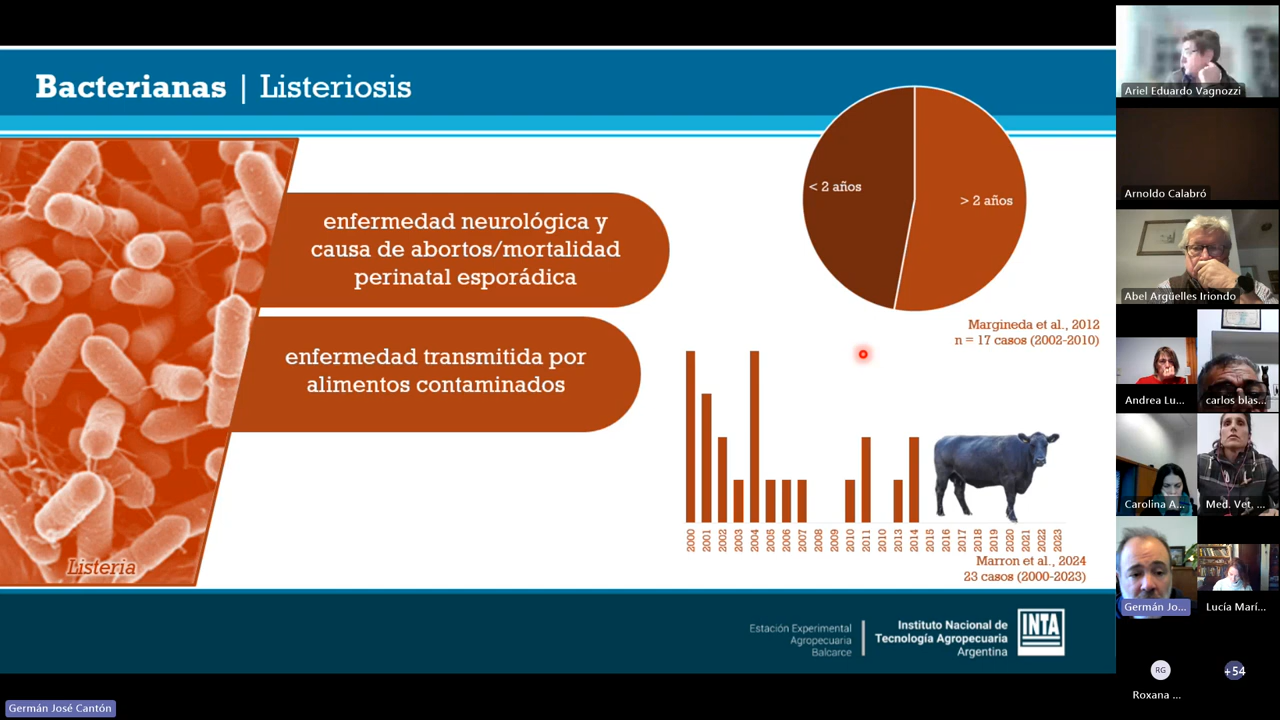 Bacterianas | Listeriosis
enfermedad neurológica y
causa de abortos/mortalidad
perinatal esporádica
enfermedad transmitida por
alimentos contaminados
Listeria
< 2 años
> 2 años
Margineda et al., 2012
n = 17 casos (2002-2010)
2000
2001
2002
2003
2004
2005
2006
2007
2008
2009
2010
2011
2010
2013
2014
2015
2016
2017
2018
2019
2020
2021
2022
2023
Marron et al., 2024
23 casos (2000-2023)
Estación Experimental
Agropecuaria
Balcarce
Instituto Nacional de
Tecnología Agropecuaria
Argentina
INTA
Ariel Eduardo Vagnozzi
Arnoldo Calabró
Abel Argüelles Iriondo
Andrea Lu...
carlos blas...
Carolina A...
Med. Vet. ...
Germán Jo...
Lucía Marí...
RG
+54
Roxana ...
Germán José Cantón